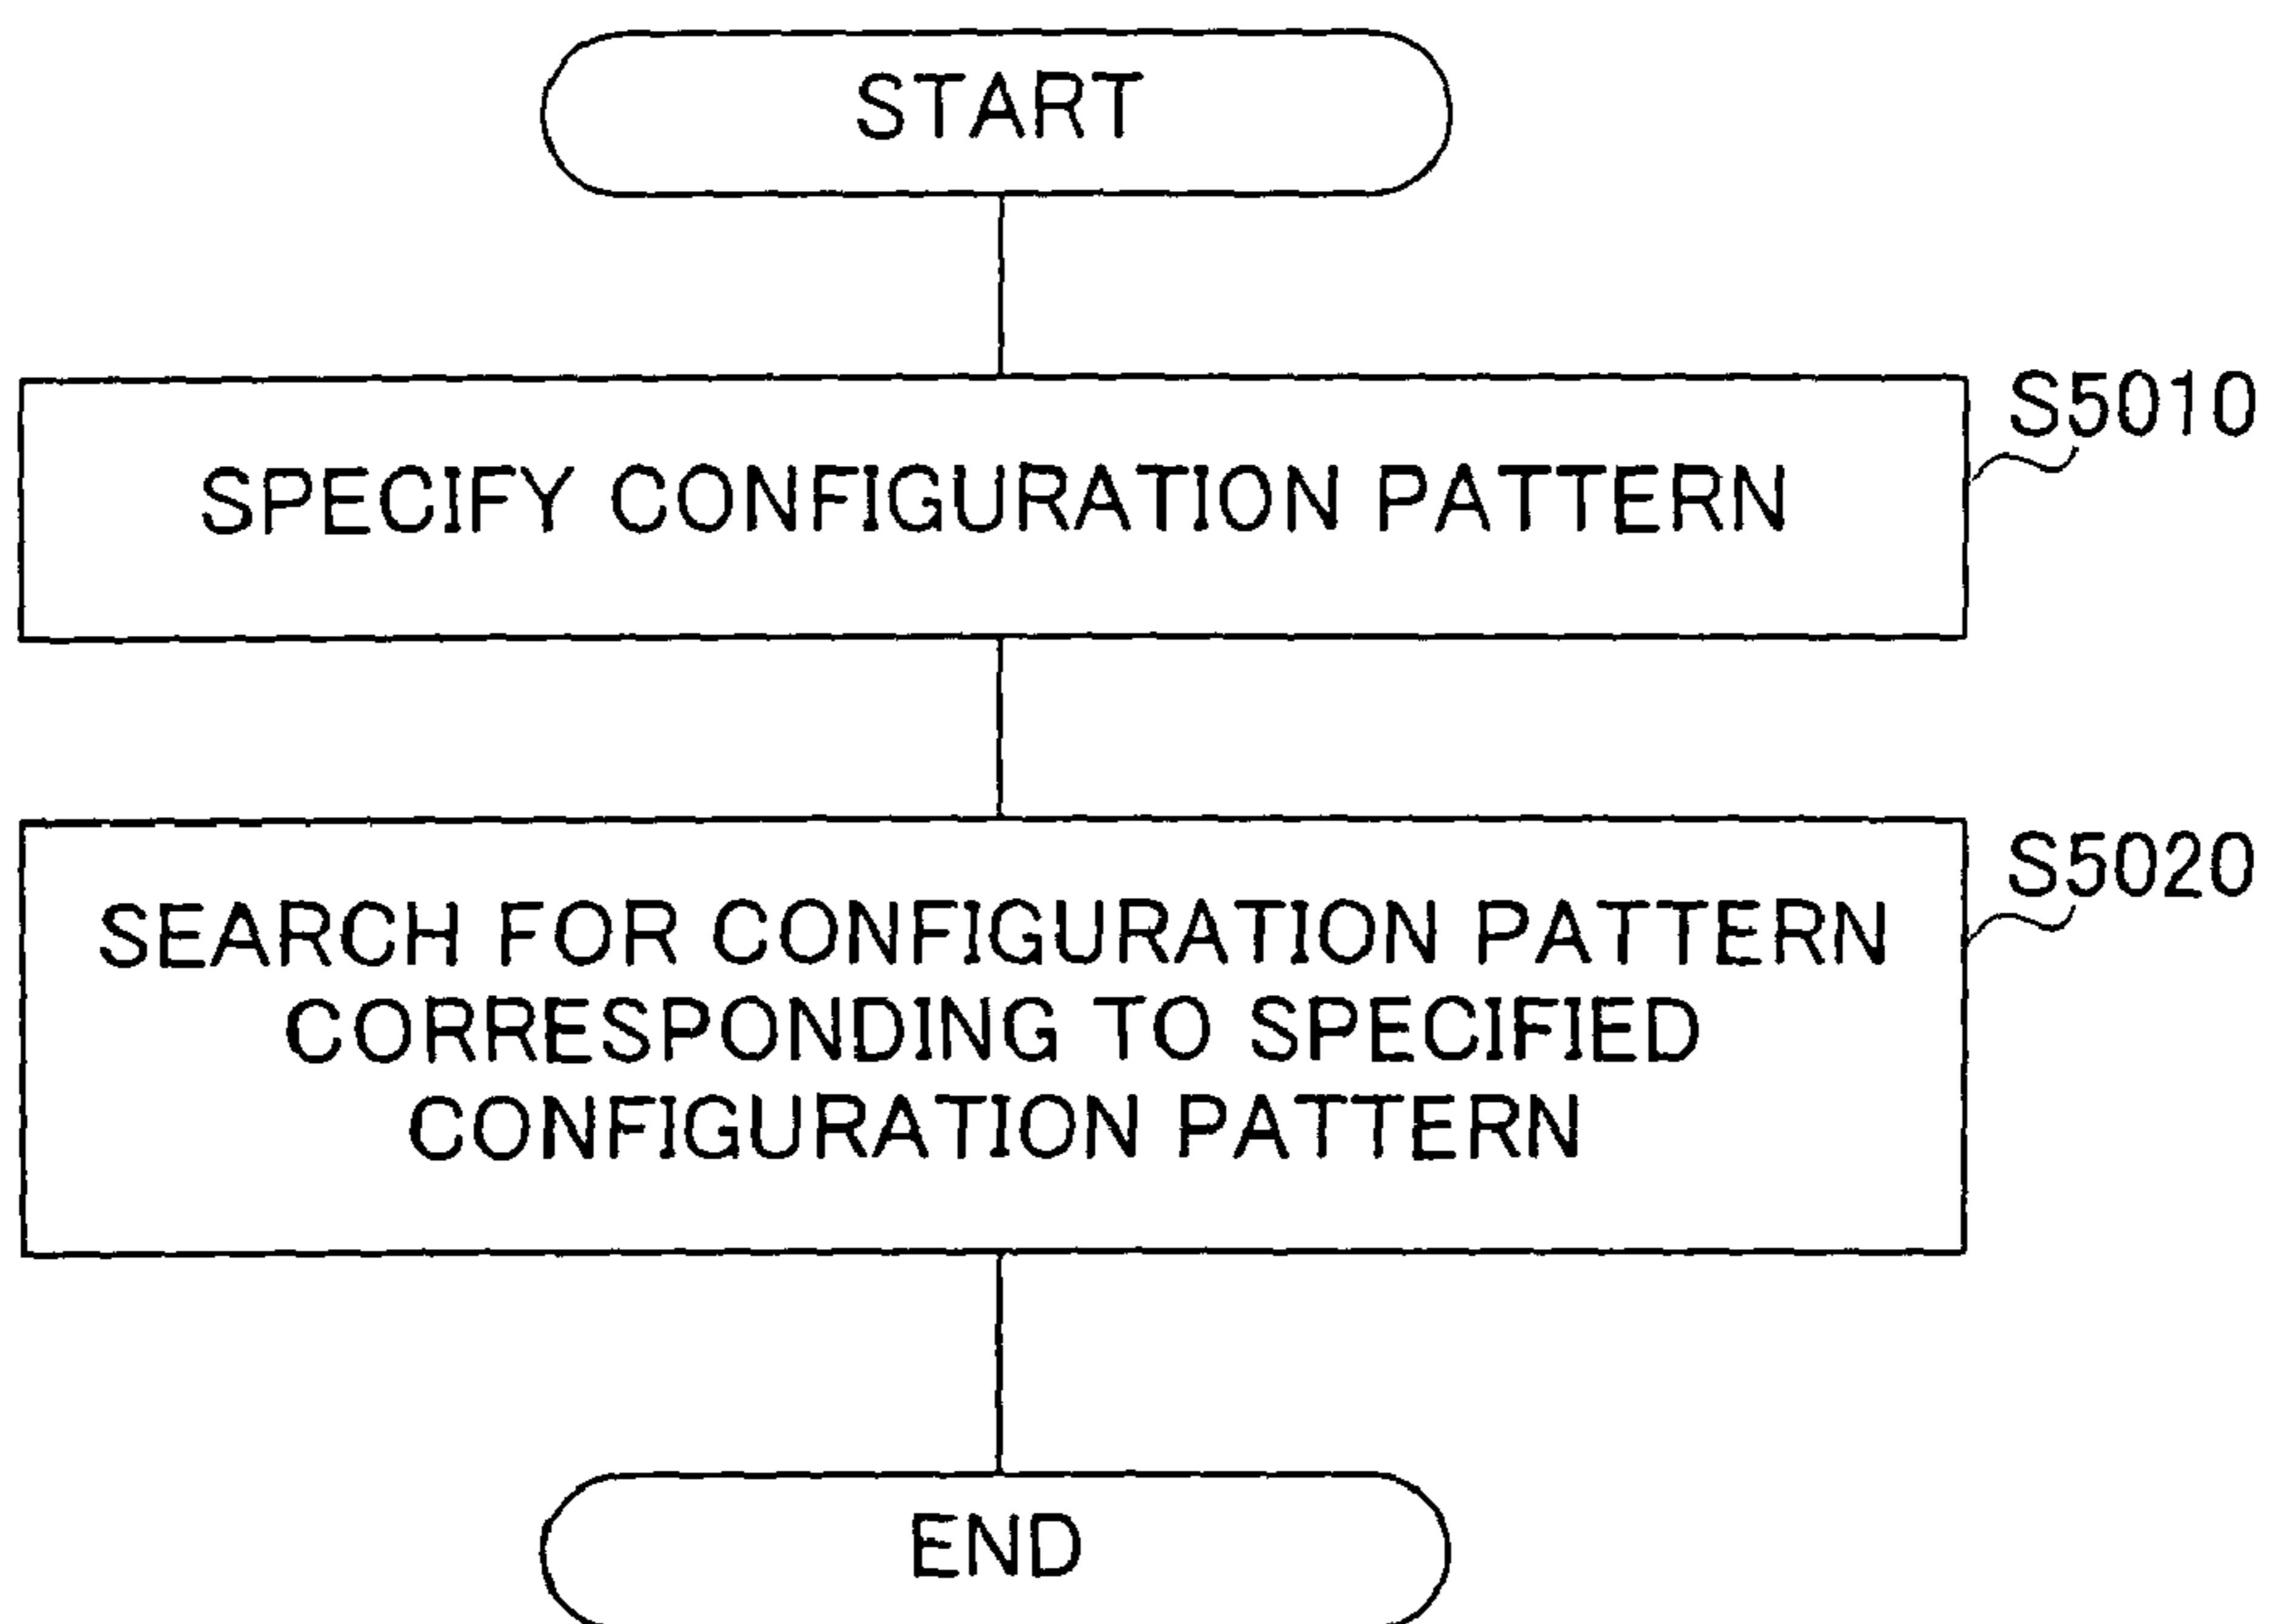 START
SPECIFY CONFIGURATION PATTERN
S5010
SEARCH FOR CONFIGURATION PATTERN
CORRESPONDING TO SPECIFIED
CONFIGURATION PATTERN
S5020
END